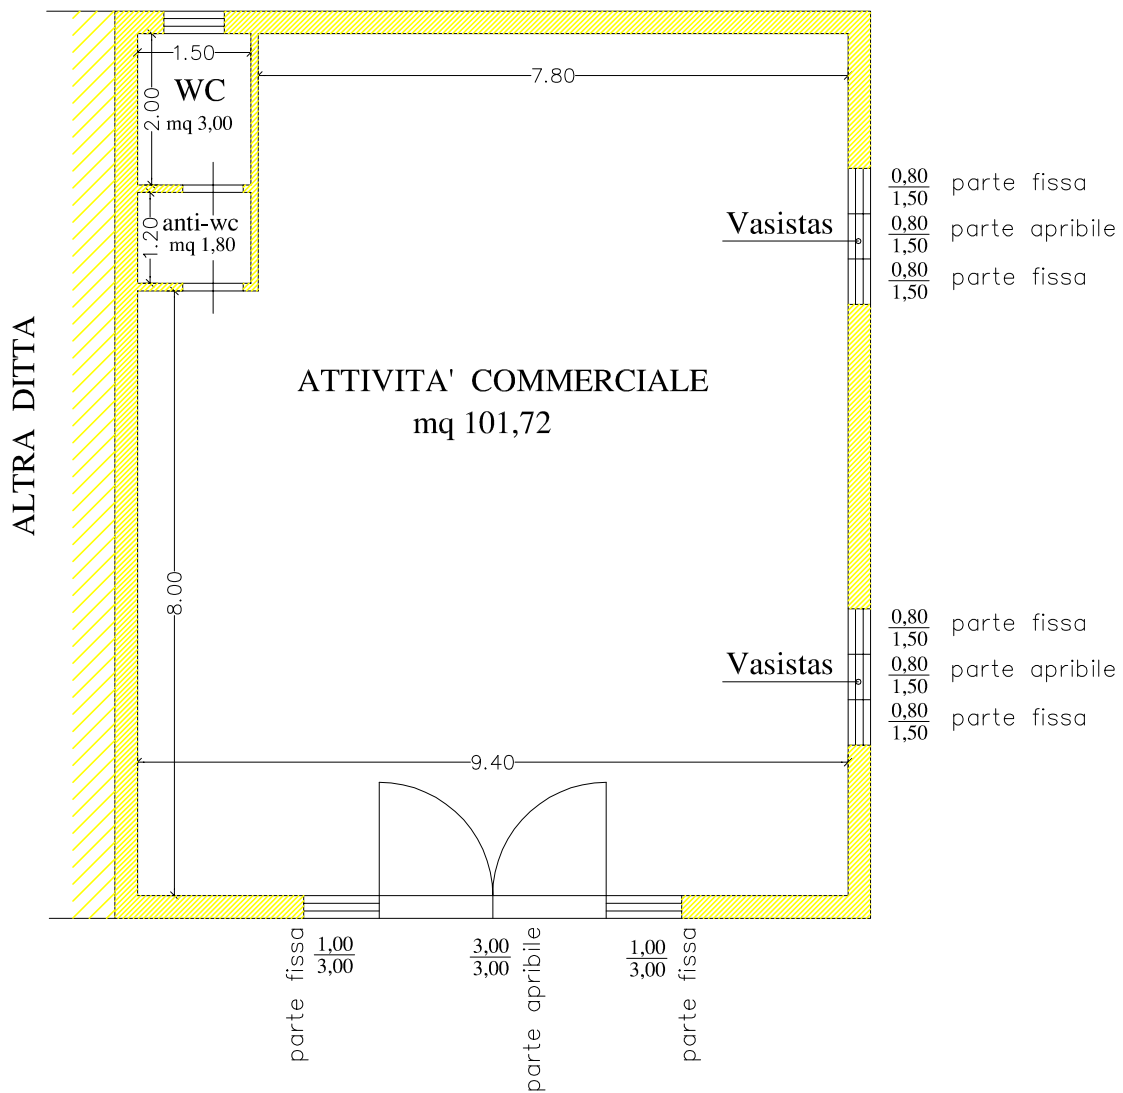 1.50
WC
mq 3,00
2.00
7.80
anti-wc
mq 1,80
1.20
Vasistas
0,80
1,50
parte fissa
0,80
1,50
parte apribile
0,80
1,50
parte fissa
ALTRA DITTA
ATTIVITA' COMMERCIALE
mq 101,72
8.00
Vasistas
0,80
1,50
parte fissa
0,80
1,50
parte apribile
0,80
1,50
parte fissa
9.40
parte fissa
1,00
3,00
3,00
3,00
parte apribile
1,00
3,00
parte fissa